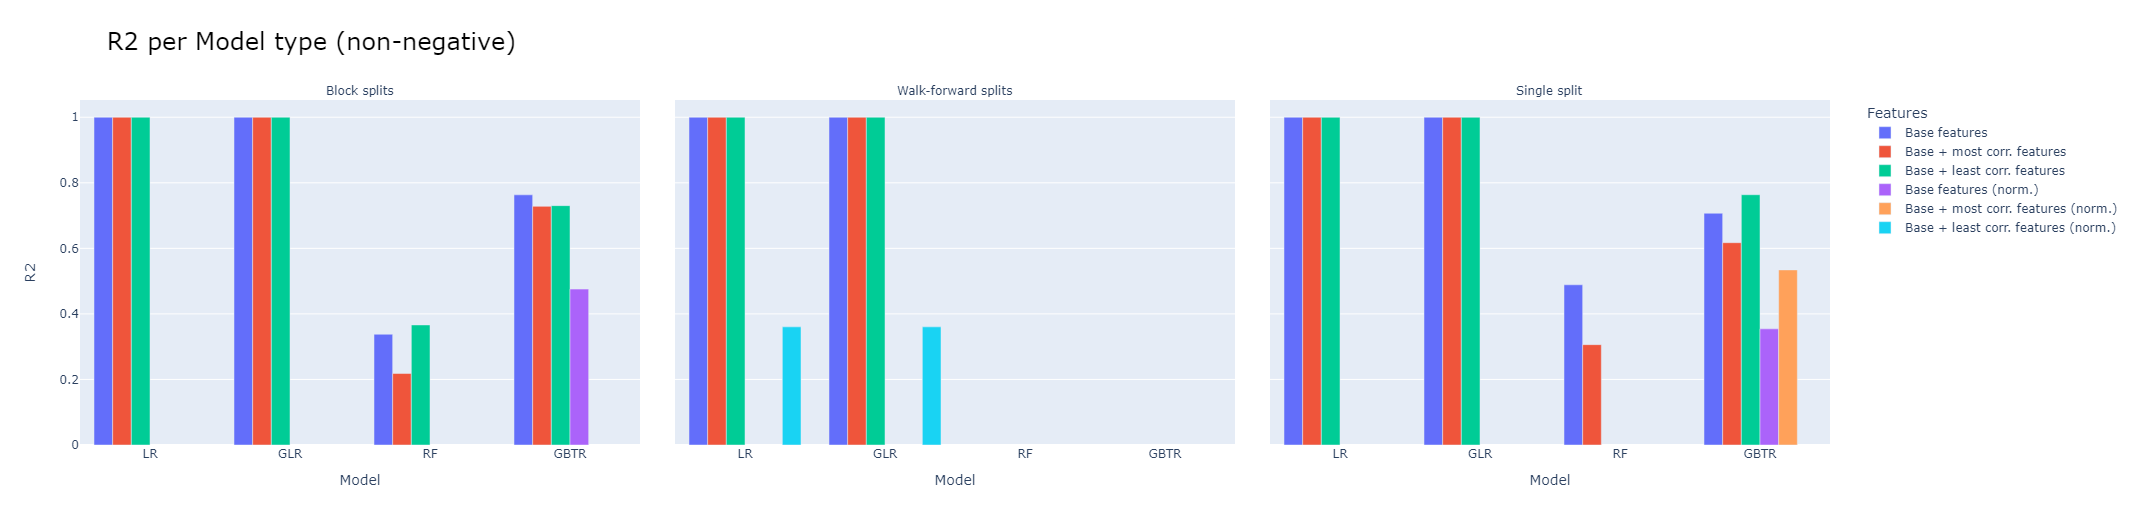 R2 per Model type (non-negative)
Block splits
Walk-forward splits
Single split
R2
1
0.8
0.6
0.4
0.2
0
LR GLR RF GBTR
LR GLR RF GBTR
LR GLR RF GBTR
Model
Model
Model
Features
Base features
Base + most corr. features
Base + least corr. features
Base features (norm.)
Base + most corr. features (norm.)
Base + least corr. features (norm.)